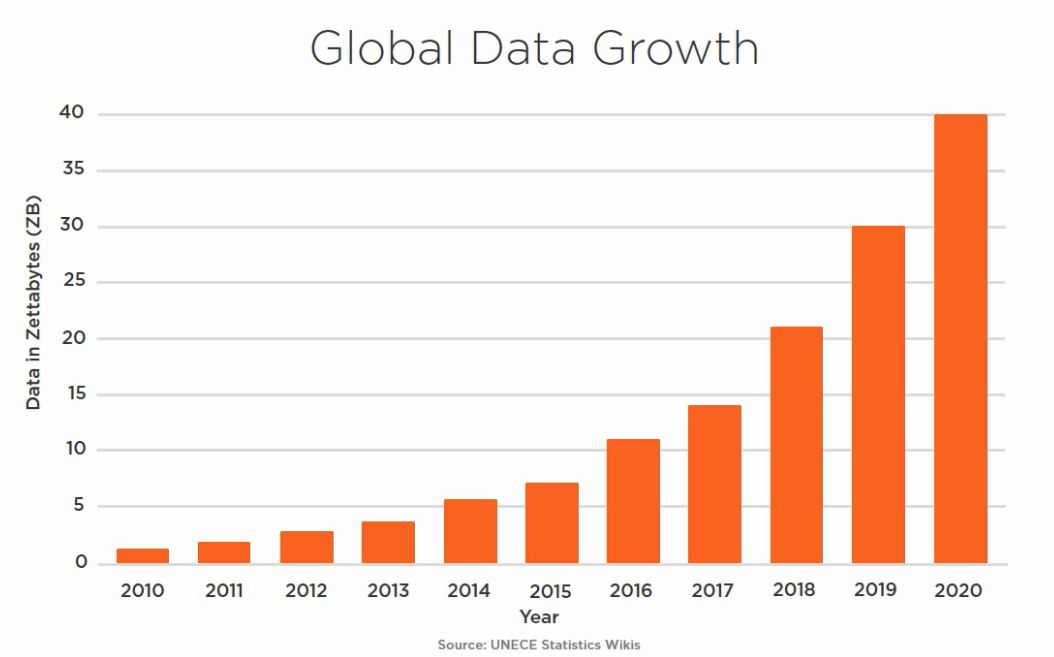 Global Data Growth
40
35
30
25
20
15
10
5
0
Data in Zettabytes (ZB)
2010 2011 2012 2013 2014 2015 2016 2017 2018 2019 2020
Year
Source: UNECE Statistics Wikis